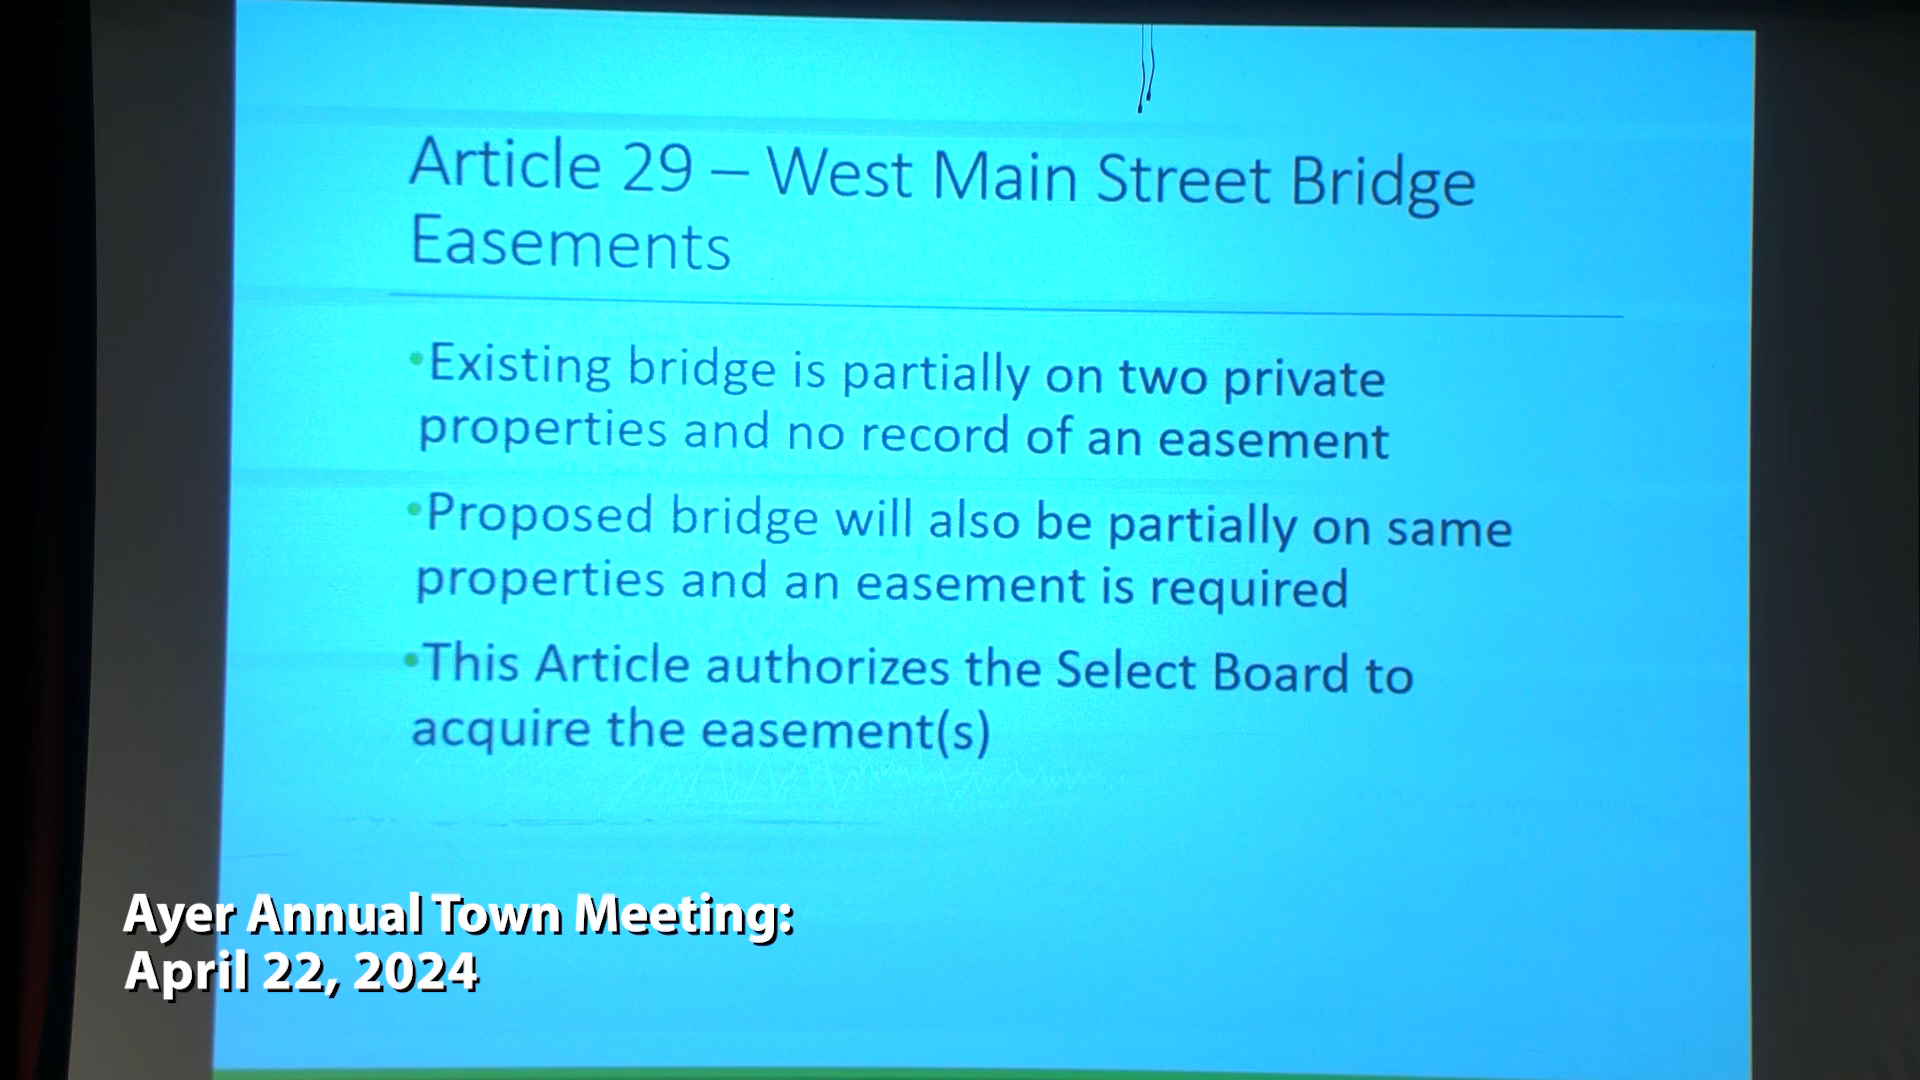 Article 29 – West Main Street Bridge
Easements
•Existing bridge is partially on two private
properties and no record of an easement
•Proposed bridge will also be partially on same
properties and an easement is required
•This Article authorizes the Select Board to
acquire the easement(s)
Ayer Annual Town Meeting:
April 22, 2024